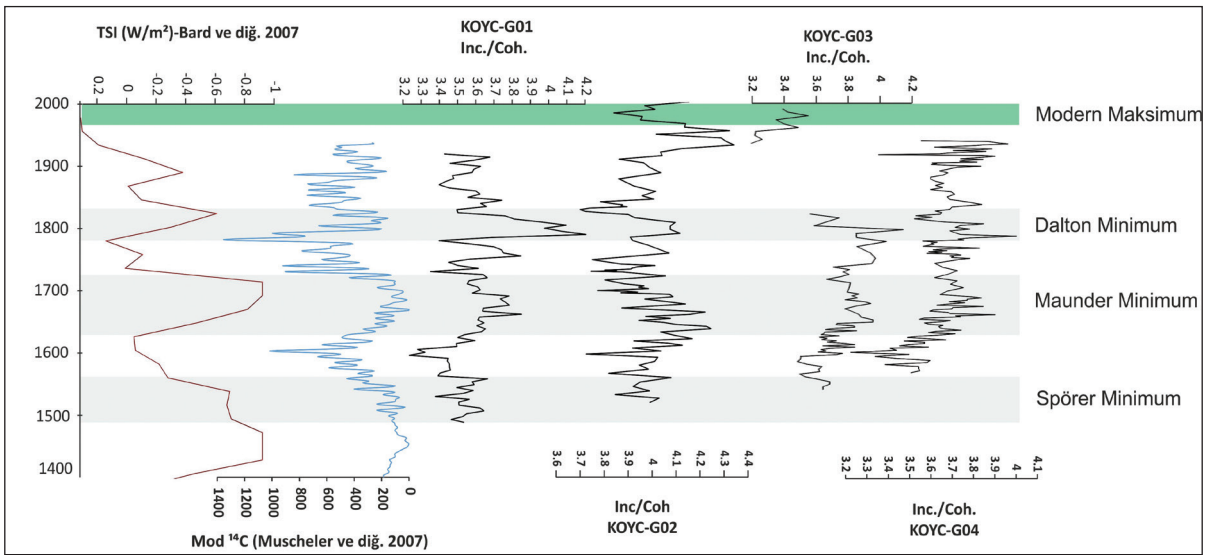 TSI (W/m²)-Bard ve diğ. 2007
0.2 0 -0.2 -0.4 -0.6 -0.8 -1
KOYC-G01
Inc./Coh.
3.2 3.3 3.4 3.5 3.6 3.7 3.8 3.9 4 4.1 4.2
KOYC-G03
Inc./Coh.
3.2 3.4 3.6 3.8 4 4.2
2000
1900
1800
1700
1600
1500
1400
Modern Maksimum
Dalton Minimum
Maunder Minimum
Spörer Minimum
1400 1200 1000 800 600 400 200 0
Mod ¹⁴C (Muscheler ve diğ. 2007)
3.6 3.7 3.8 3.9 4 4.1 4.2 4.3 4.4
Inc/Coh
KOYC-G02
3.2 3.3 3.4 3.5 3.6 3.7 3.8 3.9 4 4.1
Inc./Coh.
KOYC-G04